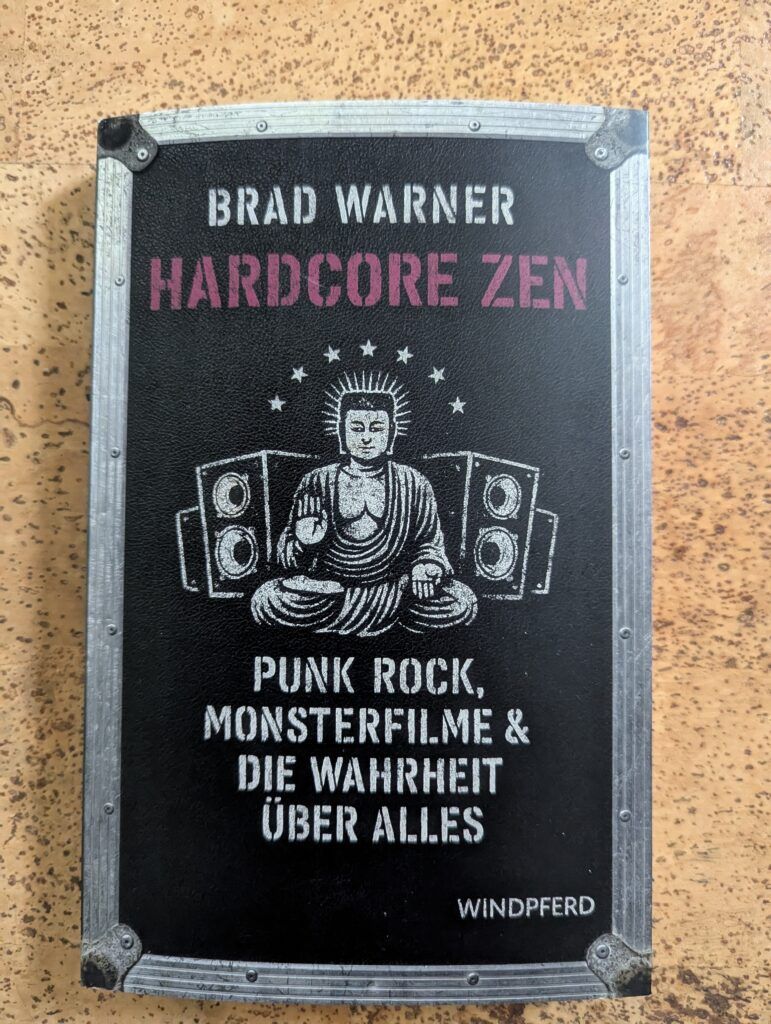 BRAD WARNER
HARDCORE ZEN
PUNK ROCK,
MONSTERFILME &
DIE WAHRHEIT
ÜBER ALLES
WINDPFERD